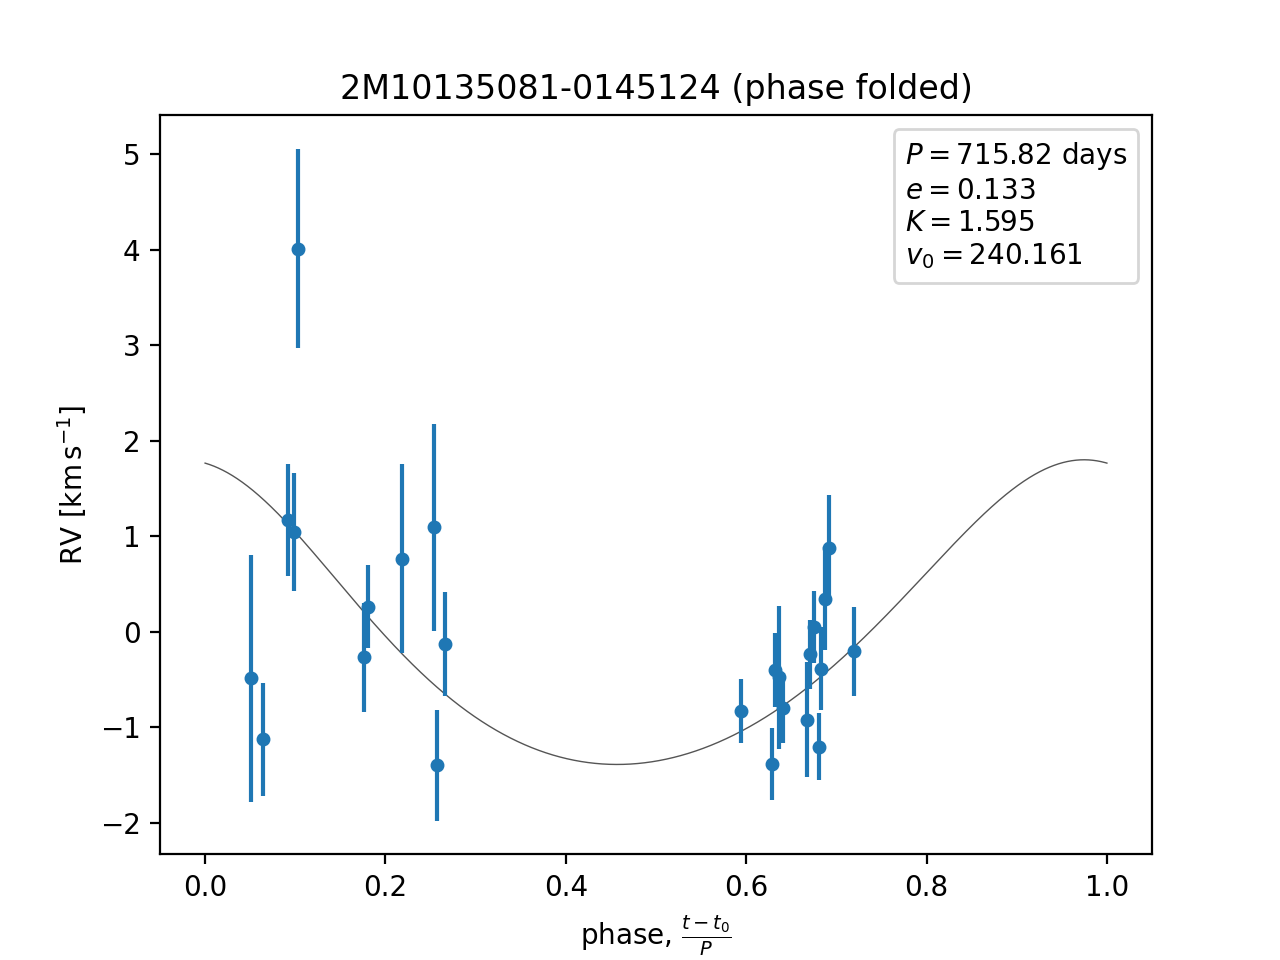 2M10135081-0145124 (phase folded)
P = 715.82 days
e = 0.133
K = 1.595
v₀ = 240.161
RV [km s⁻¹]
5
4
3
2
1
0
−1
−2
0.0 0.2 0.4 0.6 0.8 1.0
phase, (t − t₀)/P